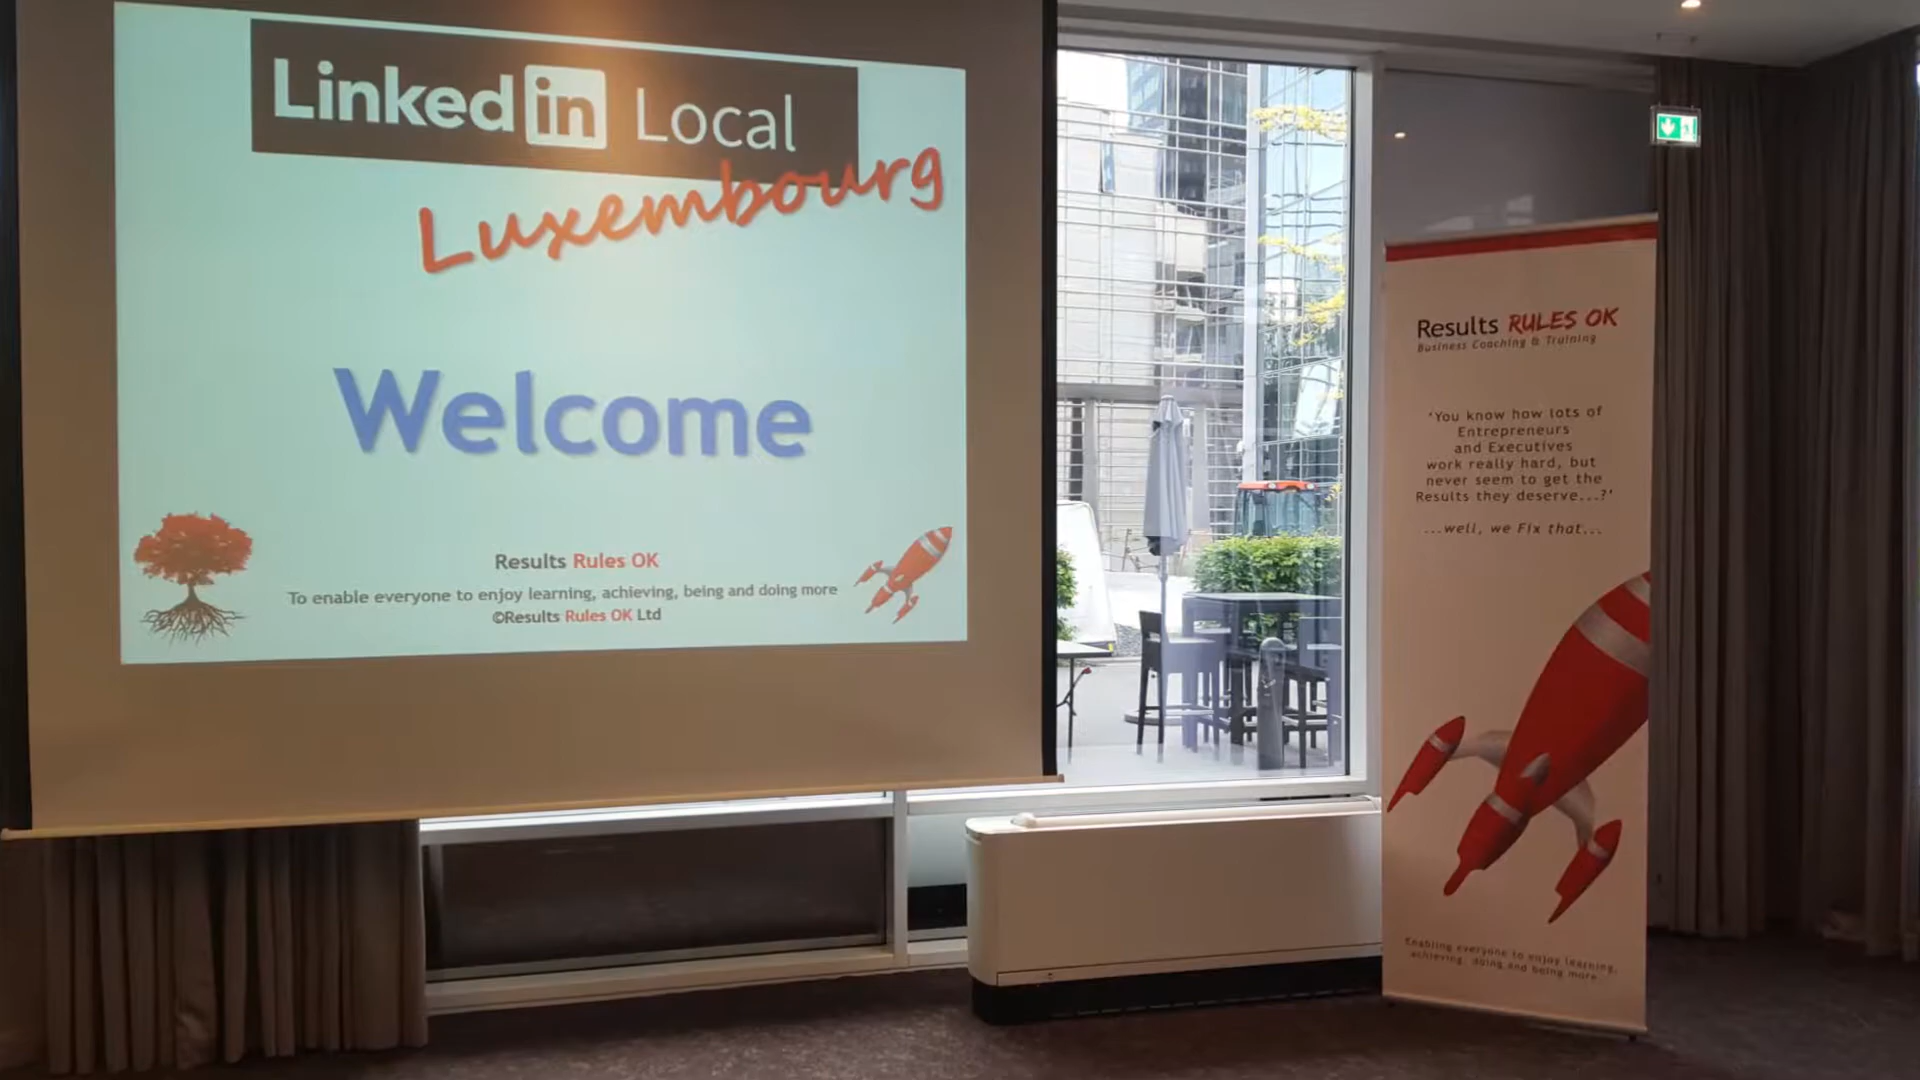 Linked in Local
Luxembourg
Welcome
Results Rules OK
To enable everyone to enjoy learning, achieving, being and doing more
©Results Rules OK Ltd
Results RULES OK
Business Coaching & Training
'You know how lots of
Entrepreneurs
and Executives
work really hard, but
never seem to get the
Results they deserve...?'
...well, we Fix that...
Enabling everyone to enjoy learning,
achieving, doing and being more